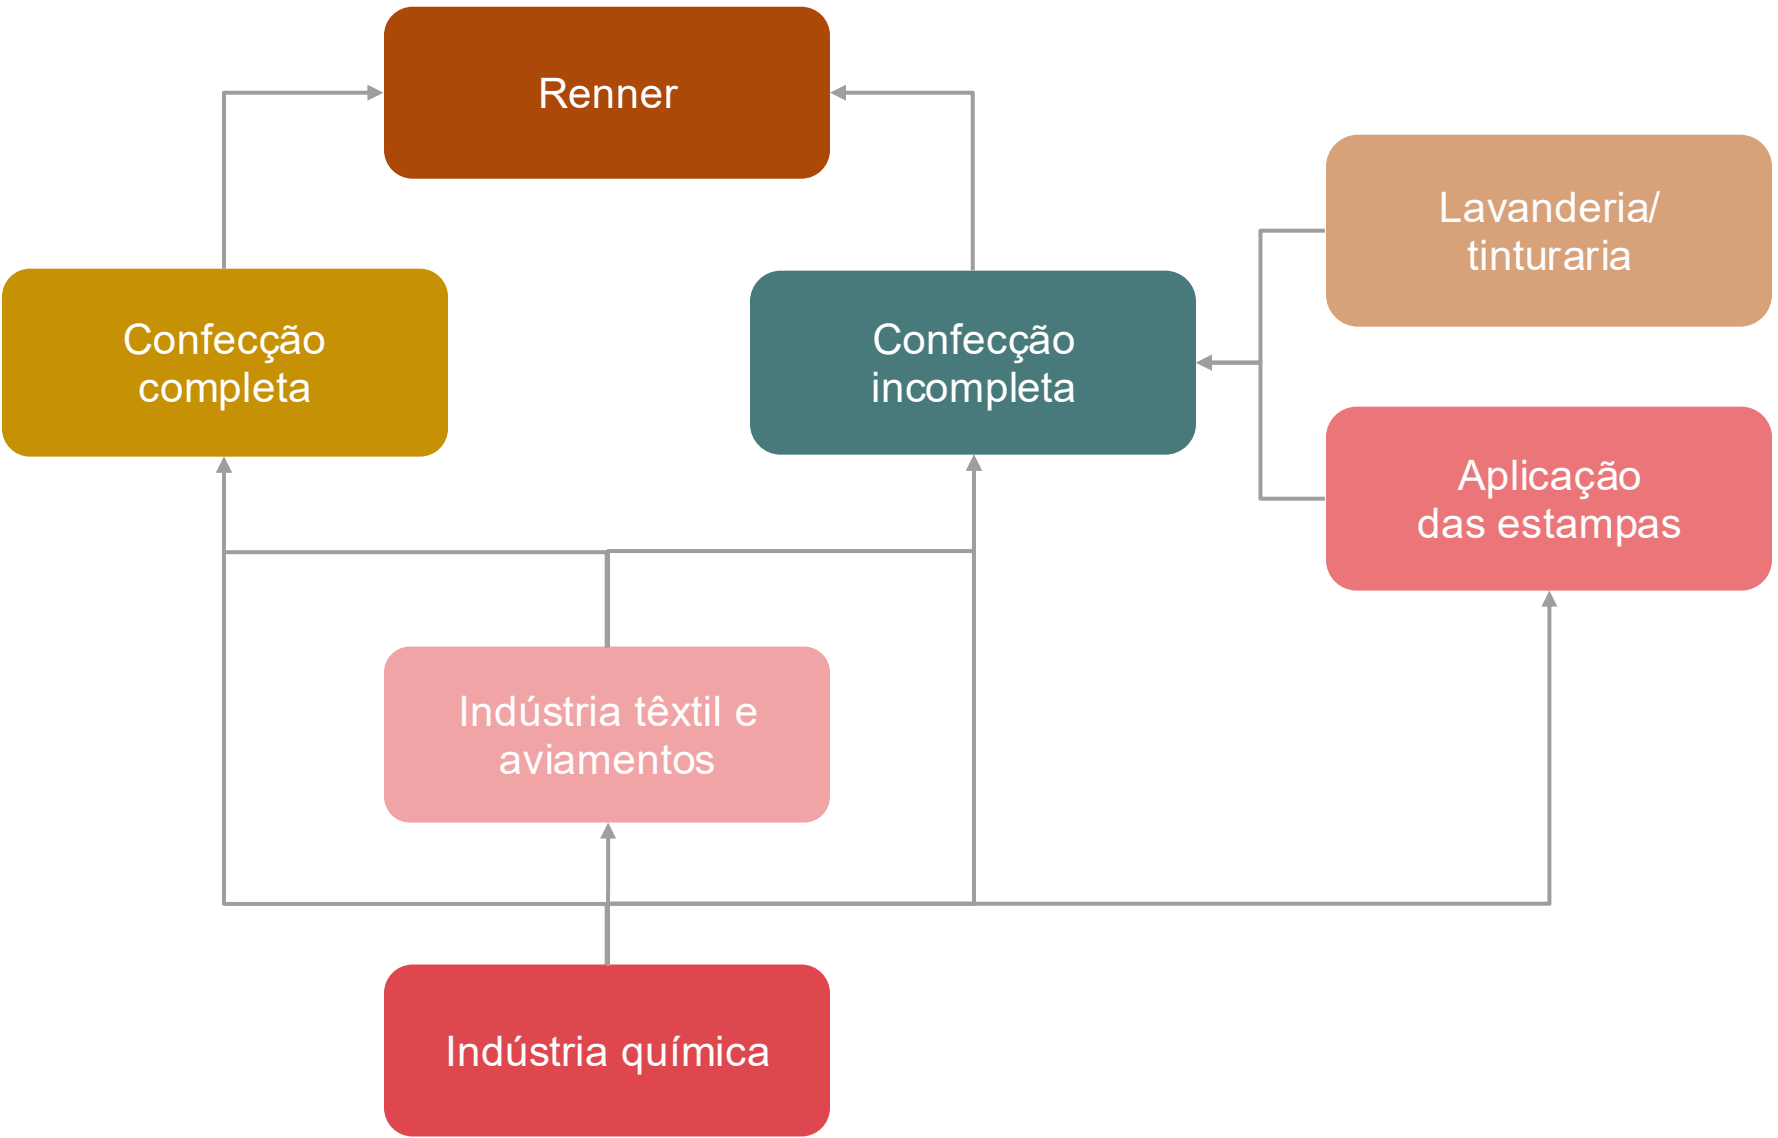 Renner
Lavanderia/
tinturaria
Confecção
completa
Confecção
incompleta
Aplicação
das estampas
Indústria têxtil e
aviamentos
Indústria química